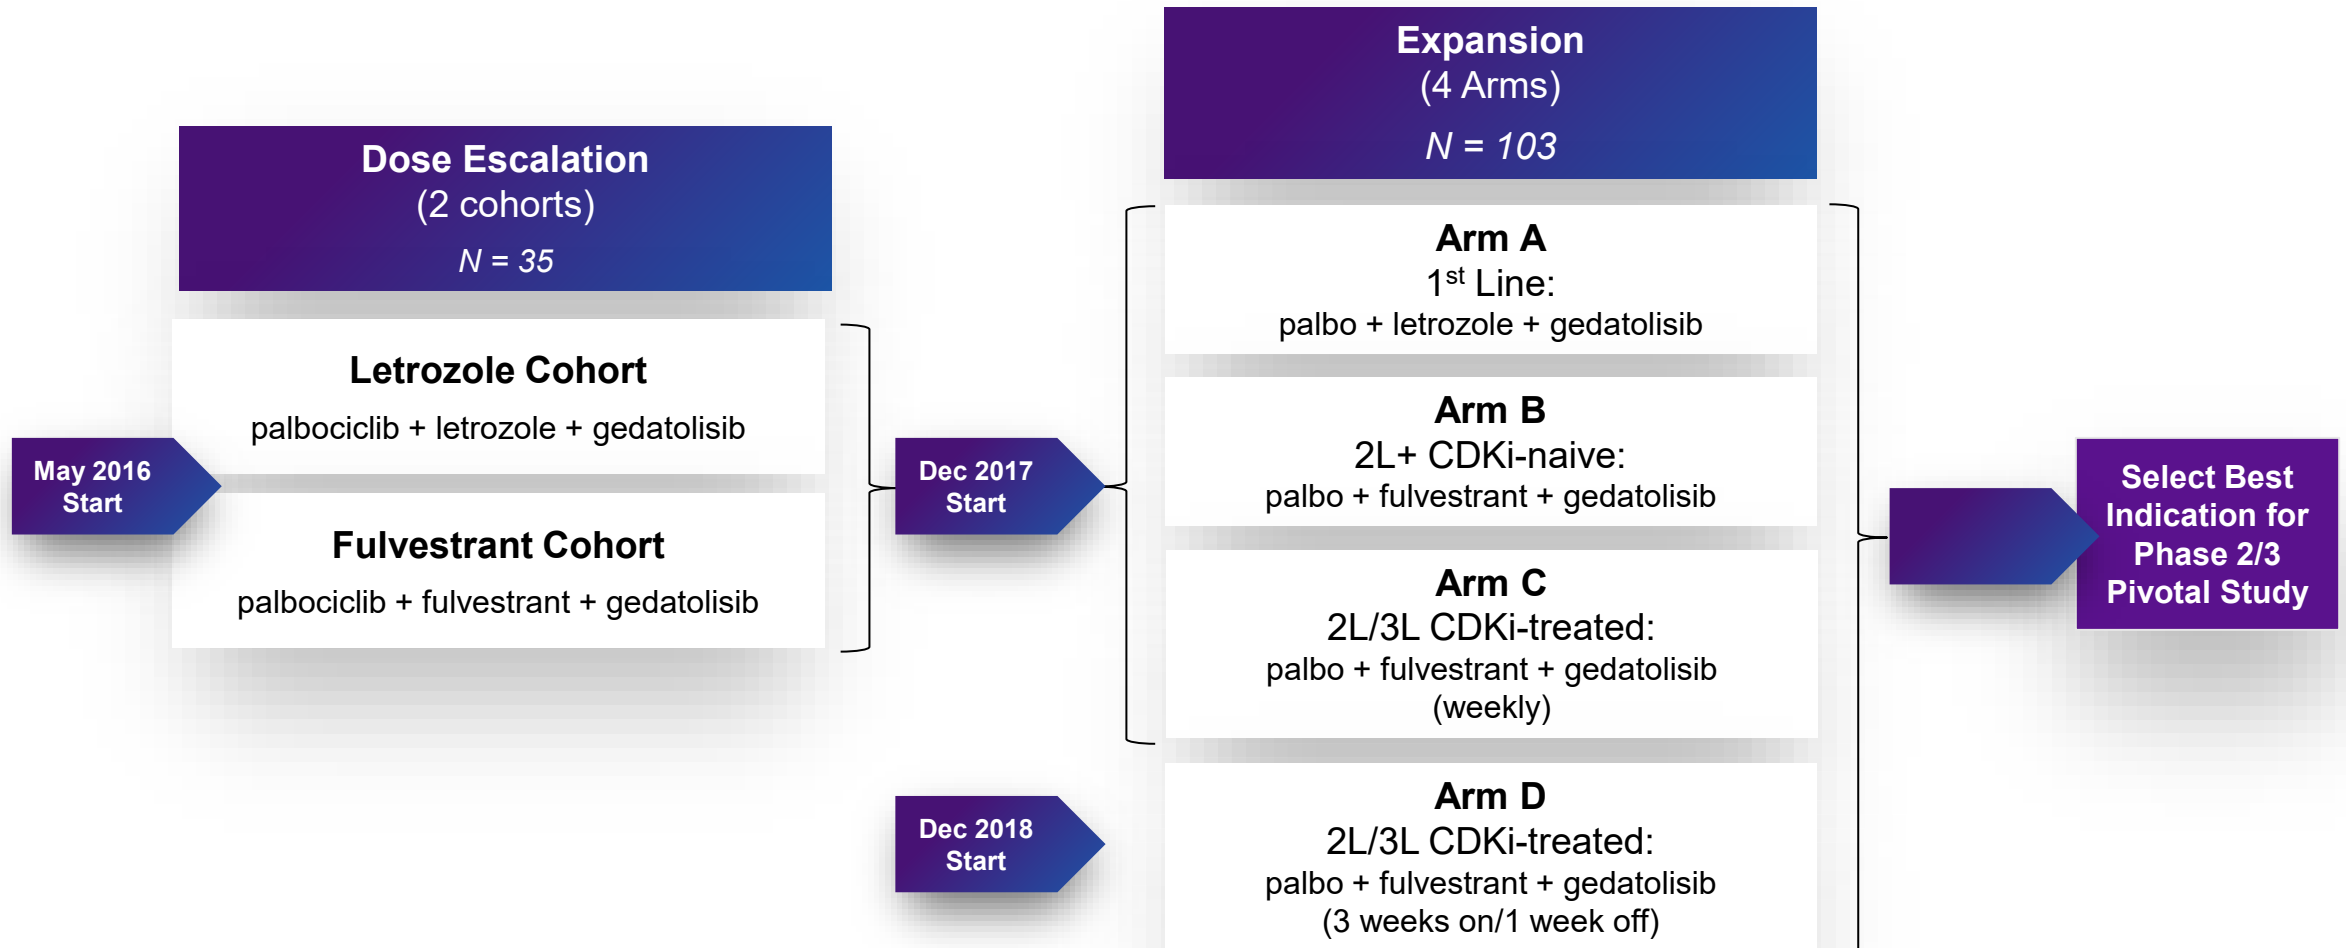 Dose Escalation
(2 cohorts)
N = 35
May 2016
Start
Letrozole Cohort
palbociclib + letrozole + gedatolisib
Fulvestrant Cohort
palbociclib + fulvestrant + gedatolisib
Dec 2017
Start
Dec 2018
Start
Expansion
(4 Arms)
N = 103
Arm A
1st Line:
palbo + letrozole + gedatolisib
Arm B
2L+ CDKi-naive:
palbo + fulvestrant + gedatolisib
Arm C
2L/3L CDKi-treated:
palbo + fulvestrant + gedatolisib
(weekly)
Arm D
2L/3L CDKi-treated:
palbo + fulvestrant + gedatolisib
(3 weeks on/1 week off)
Select Best
Indication for
Phase 2/3
Pivotal Study